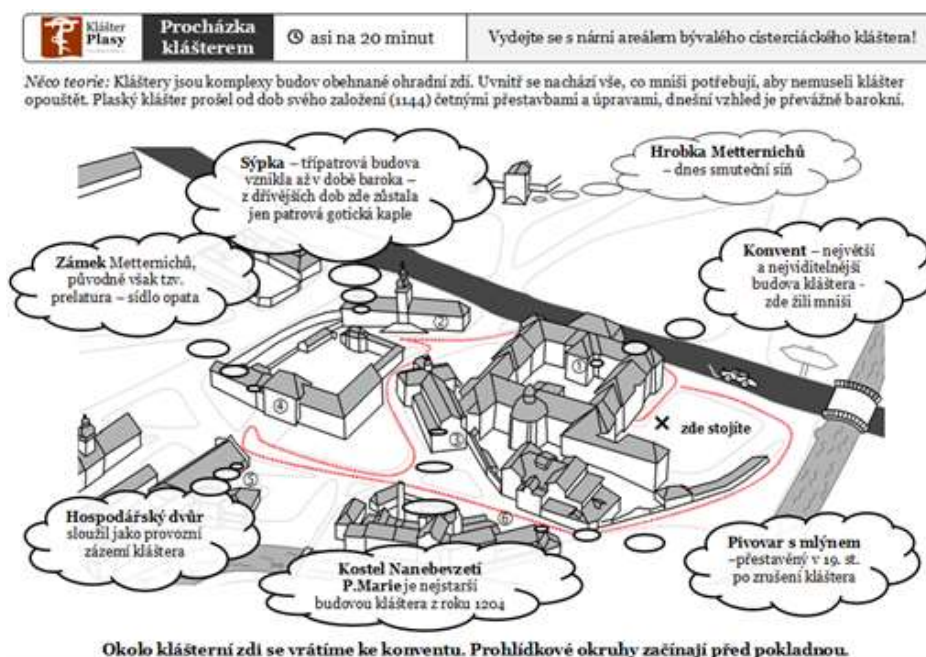 Klášter
Plasy
Procházka
klášterem
asi na 20 minut
Vydejte se s námi areálem bývalého cisterciáckého kláštera!
Něco teorie: Kláštery jsou komplexy budov obehnané ohradní zdí. Uvnitř se nachází vše, co mniši potřebují, aby nemuseli klášter
opouštět. Plaský klášter prošel od dob svého založení (1144) četnými přestavbami a úpravami, dnešní vzhled je převážně barokní.
Sýpka – třípatrová budova
vznikla až v době baroka –
z dřívějších dob zde zůstala
jen patrová gotická kaple
Hrobka Metternichů
– dnes smuteční síň
Zámek Metternichů,
původně však tzv.
prelatura – sídlo opata
Konvent – největší
a nejviditelnější
budova kláštera -
zde žili mniši
2
1
4
3
zde stojíte
5
6
Hospodářský dvůr
sloužil jako provozní
zázemí kláštera
Kostel Nanebevzetí
P.Marie je nejstarší
budovou kláštera z roku 1204
Pivovar s mlýnem
–přestavěný v 19. st.
po zrušení kláštera
Okolo klášterní zdi se vrátíme ke konventu. Prohlídkové okruhy začínají před pokladnou.